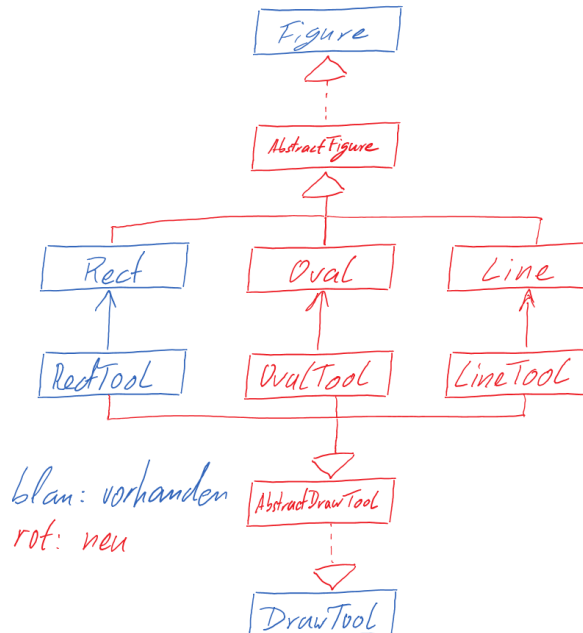 Figure
AbstractFigure
Rect
Oval
Line
RectTool
OvalTool
LineTool
blau: vorhanden
rot: neu
AbstractDrawTool
DrawTool